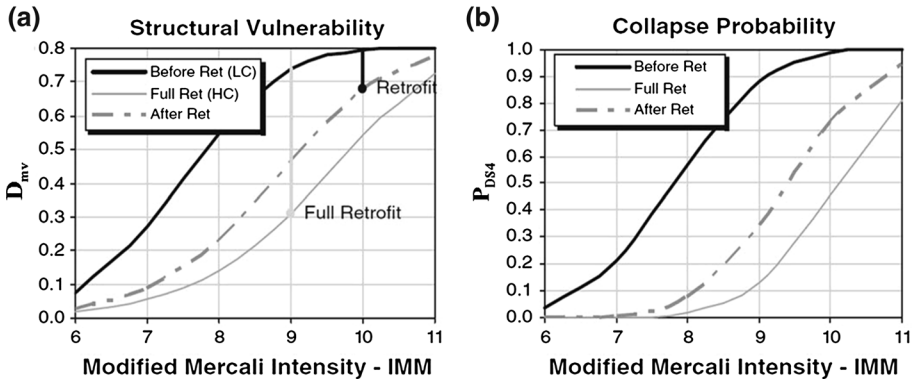 (a)
Structural Vulnerability
0.8
0.7
0.6
0.5
0.4
0.3
0.2
0.1
0.0
Dmv
Before Ret (LC)
Full Ret (HC)
After Ret
Retrofit
Full Retrofit
6 7 8 9 10 11
Modified Mercali Intensity - IMM
(b)
Collapse Probability
1.0
0.9
0.8
0.7
0.6
0.5
0.4
0.3
0.2
0.1
0.0
PDS4
Before Ret
Full Ret
After Ret
6 7 8 9 10 11
Modified Mercali Intensity - IMM